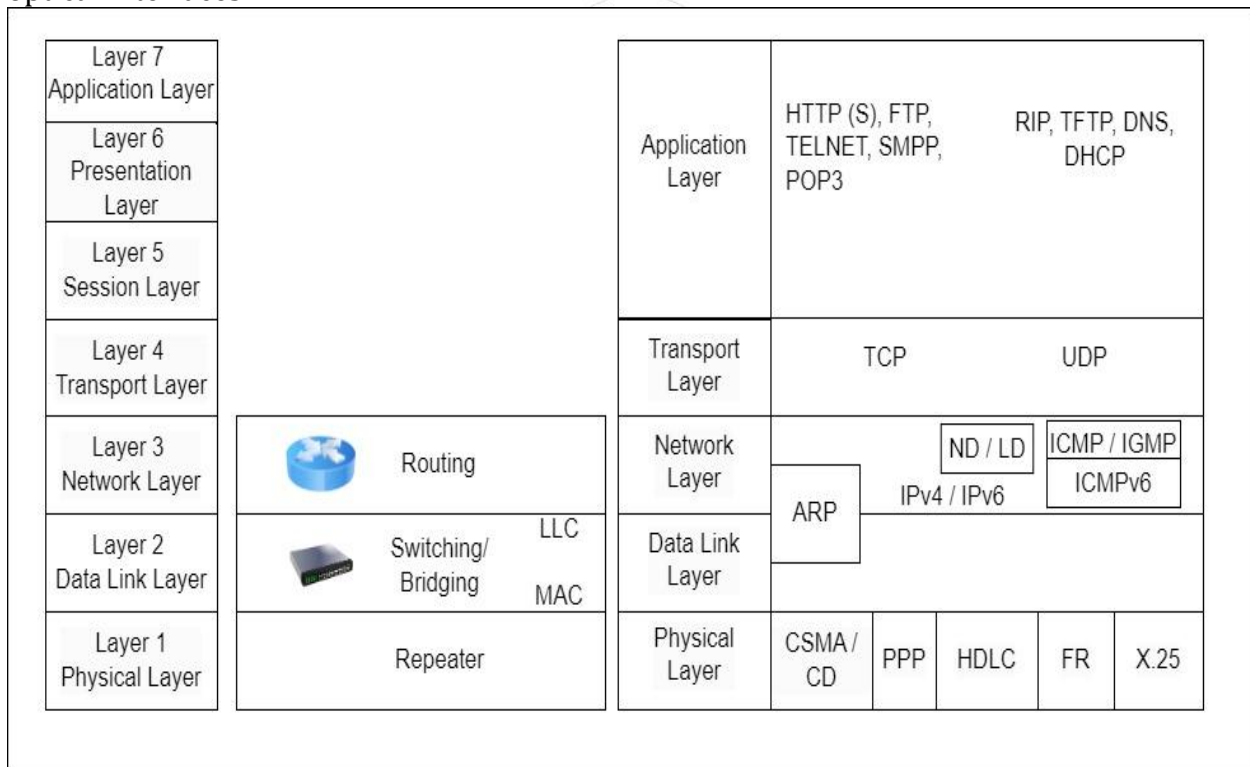 Layer 7
Application Layer
Layer 6
Presentation
Layer
Layer 5
Session Layer
Layer 4
Transport Layer
Layer 3
Network Layer
Layer 2
Data Link Layer
Layer 1
Physical Layer
Routing
Switching/
Bridging
LLC
MAC
Repeater
Application
Layer
HTTP (S), FTP,
TELNET, SMPP,
POP3
RIP, TFTP, DNS,
DHCP
Transport
Layer
TCP
UDP
Network
Layer
ARP
ND / LD
IPv4 / IPv6
ICMP / IGMP
ICMPv6
Data Link
Layer
Physical
Layer
CSMA /
CD
PPP
HDLC
FR
X.25